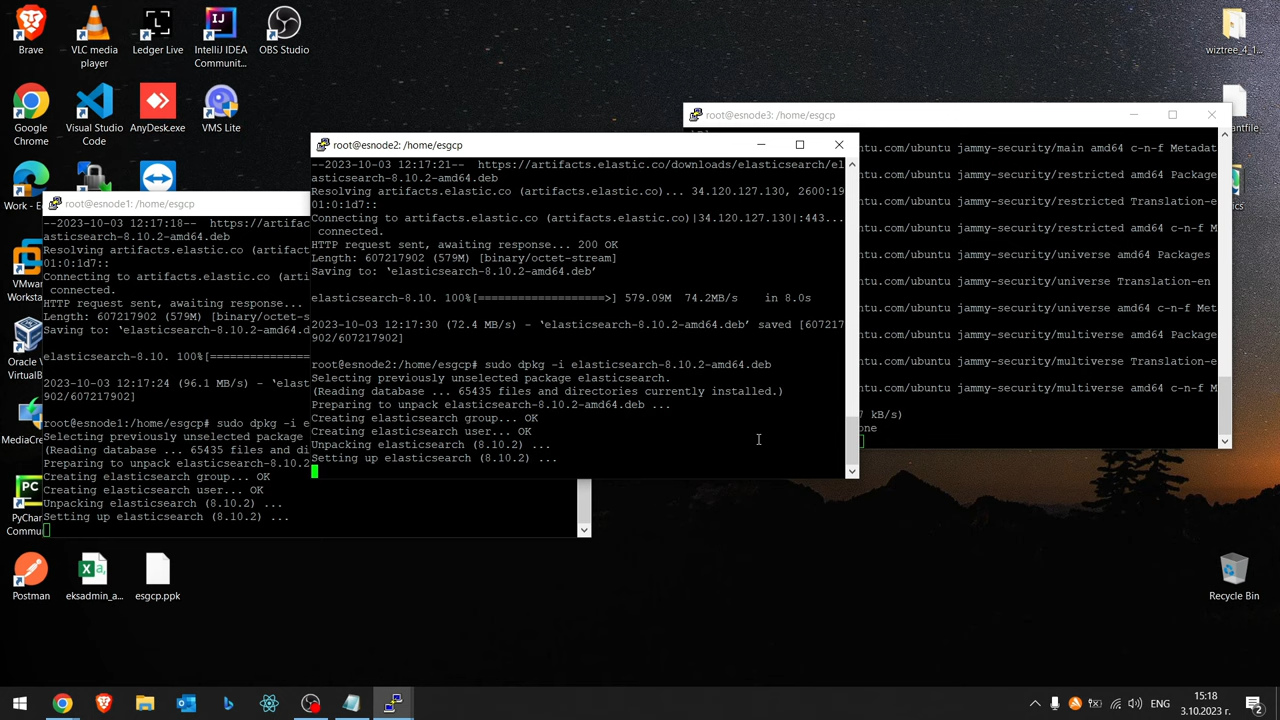 Brave
VLC media
player
Ledger Live
IntelliJ IDEA
Communit...
OBS Studio
wiztree_4_1...
Google
Chrome
Visual Studio
Code
AnyDesk.exe
VMS Lite
root@esnode3: /home/esgcp
untu.com/ubuntu jammy-security/main amd64 c-n-f Metadat
untu.com/ubuntu jammy-security/restricted amd64 Package
untu.com/ubuntu jammy-security/restricted Translation-e
untu.com/ubuntu jammy-security/restricted amd64 c-n-f M
untu.com/ubuntu jammy-security/universe amd64 Packages
untu.com/ubuntu jammy-security/universe Translation-en
untu.com/ubuntu jammy-security/universe amd64 c-n-f Met
untu.com/ubuntu jammy-security/multiverse amd64 Package
untu.com/ubuntu jammy-security/multiverse Translation-e
untu.com/ubuntu jammy-security/multiverse amd64 c-n-f M
7 kB/s)
one
root@esnode2: /home/esgcp
--2023-10-03 12:17:21-- https://artifacts.elastic.co/downloads/elasticsearch/el
asticsearch-8.10.2-amd64.deb
Resolving artifacts.elastic.co (artifacts.elastic.co)... 34.120.127.130, 2600:19
01:0:1d7::
Connecting to artifacts.elastic.co (artifacts.elastic.co)|34.120.127.130|:443...
connected.
HTTP request sent, awaiting response... 200 OK
Length: 607217902 (579M) [binary/octet-stream]
Saving to: ‘elasticsearch-8.10.2-amd64.deb’
elasticsearch-8.10. 100%[===================>] 579.09M 74.2MB/s in 8.0s
2023-10-03 12:17:30 (72.4 MB/s) - ‘elasticsearch-8.10.2-amd64.deb’ saved [607217
902/607217902]
root@esnode2:/home/esgcp# sudo dpkg -i elasticsearch-8.10.2-amd64.deb
Selecting previously unselected package elasticsearch.
(Reading database ... 65435 files and directories currently installed.)
Preparing to unpack elasticsearch-8.10.2-amd64.deb ...
Creating elasticsearch group... OK
Creating elasticsearch user... OK
Unpacking elasticsearch (8.10.2) ...
Setting up elasticsearch (8.10.2) ...
root@esnode1: /home/esgcp
--2023-10-03 12:17:18-- https://artifac
asticsearch-8.10.2-amd64.deb
Resolving artifacts.elastic.co (artifact
01:0:1d7::
Connecting to artifacts.elastic.co (arti
connected.
HTTP request sent, awaiting response...
Length: 607217902 (579M) [binary/octet-s
Saving to: ‘elasticsearch-8.10.2-amd64.d
elasticsearch-8.10. 100%[============
2023-10-03 12:17:24 (96.1 MB/s) - ‘elast
902/607217902]
root@esnode1:/home/esgcp# sudo dpkg -i e
Selecting previously unselected package
(Reading database ... 65435 files and di
Preparing to unpack elasticsearch-8.10.2
Creating elasticsearch group... OK
Creating elasticsearch user... OK
Unpacking elasticsearch (8.10.2) ...
Setting up elasticsearch (8.10.2) ...
Work - E
VMwar
Workst
Oracle V
VirtualB
MediaCre
PyChar
Commu
Postman
eksadmin_a...
esgcp.ppk
Recycle Bin
ENG
15:18
3.10.2023 г.
2